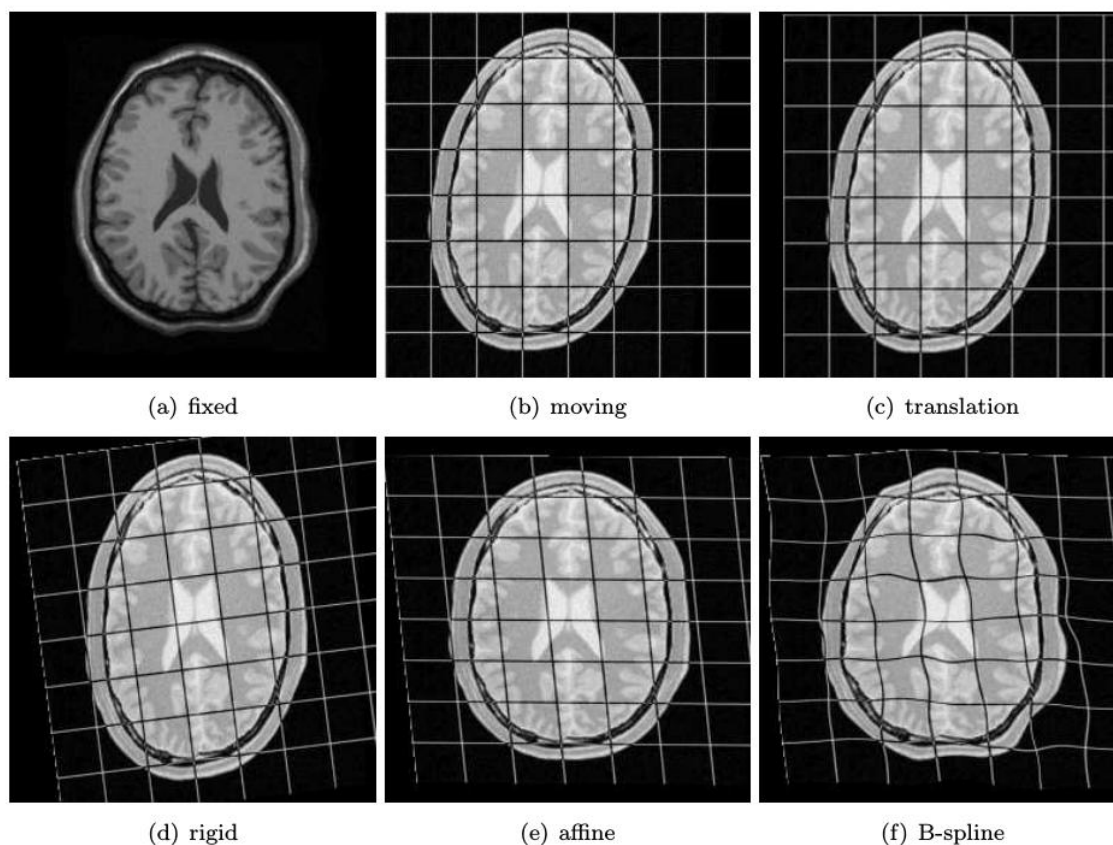 (a) fixed
(b) moving
(c) translation
(d) rigid
(e) affine
(f) B-spline